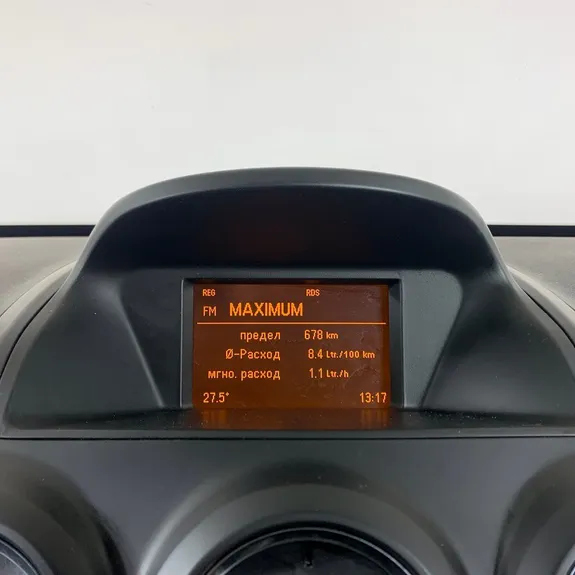 REG RDS
FM MAXIMUM
предел 678 km
Ø-Расход 8.4 ltr./100 km
мгно. расход 1.1 ltr./h
27.5° 13:17